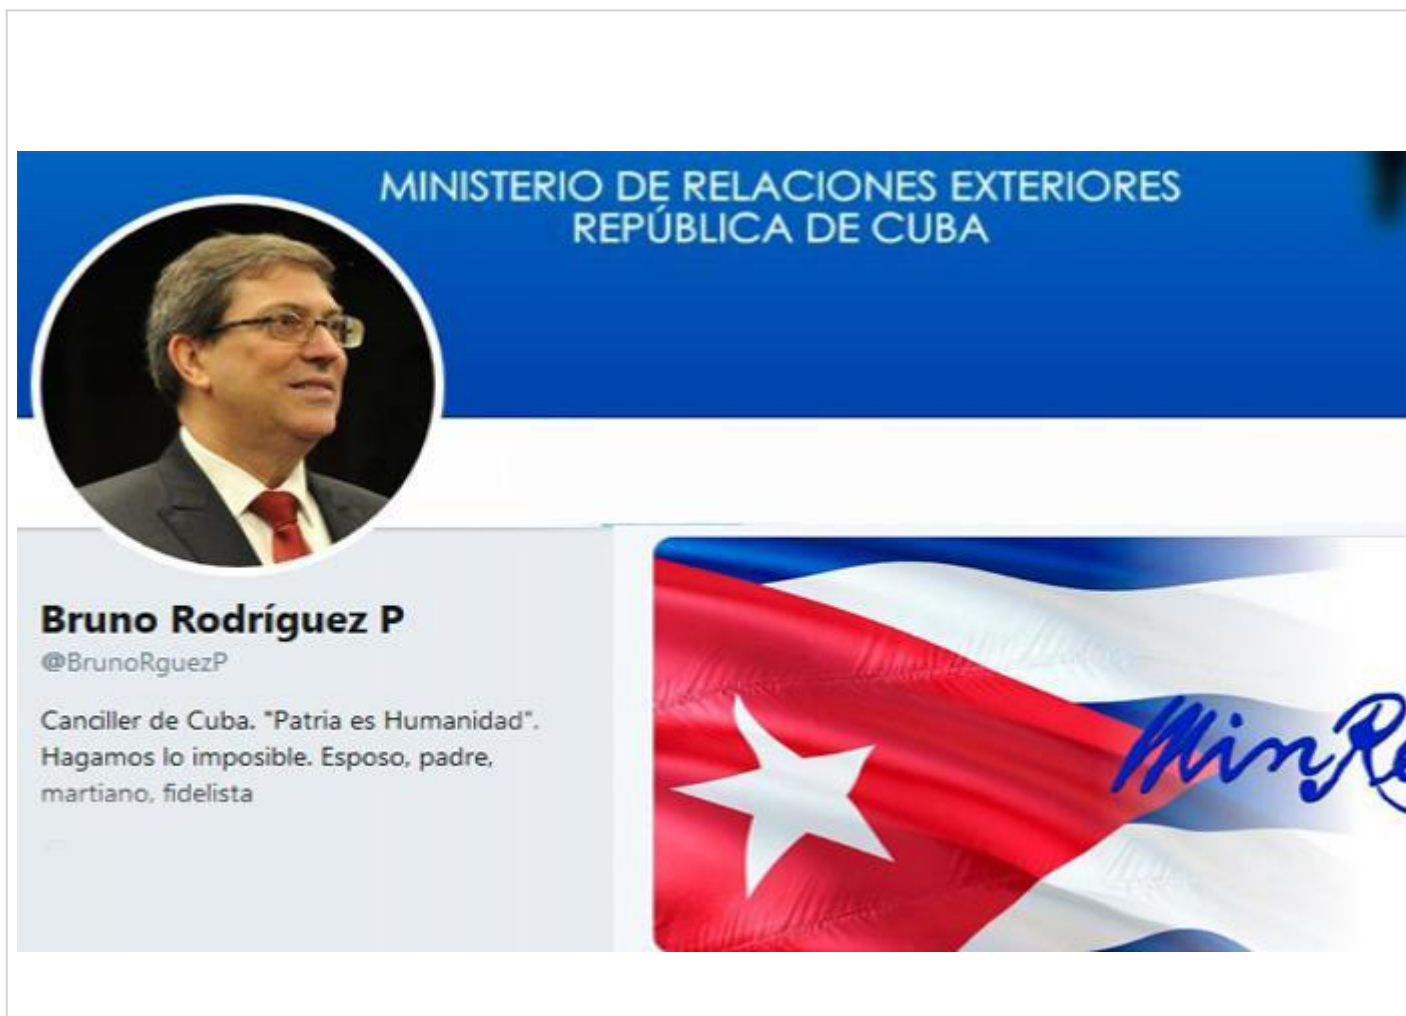 MINISTERIO DE RELACIONES EXTERIORES
REPÚBLICA DE CUBA
Bruno Rodríguez P
@BrunoRguezP
Canciller de Cuba. "Patria es Humanidad".
Hagamos lo imposible. Esposo, padre,
martiano, fidelista
MinRe